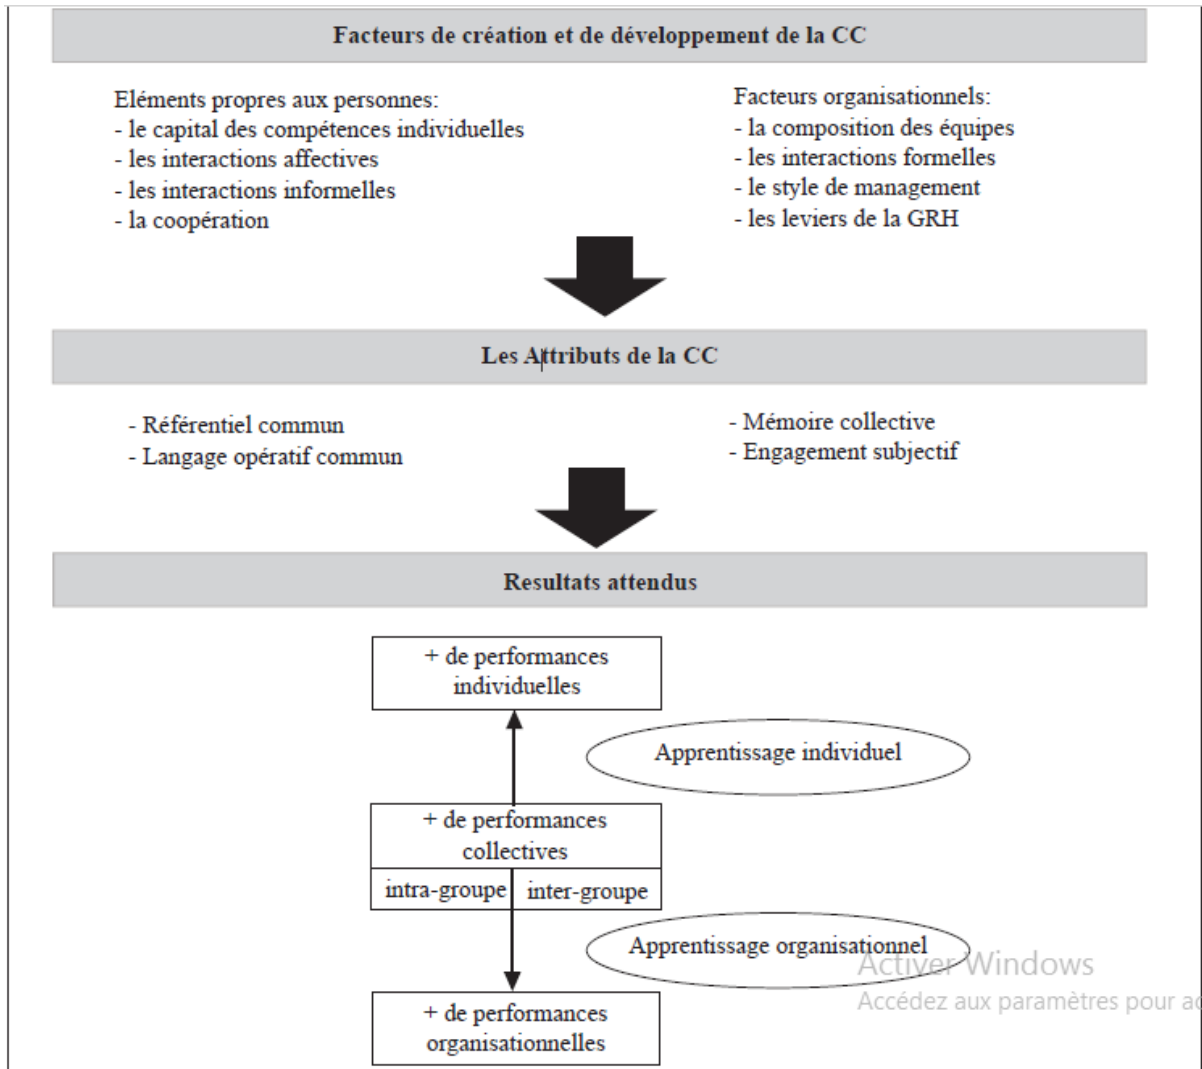 Facteurs de création et de développement de la CC
Eléments propres aux personnes:
- le capital des compétences individuelles
- les interactions affectives
- les interactions informelles
- la coopération
Facteurs organisationnels:
- la composition des équipes
- les interactions formelles
- le style de management
- les leviers de la GRH
Les Attributs de la CC
- Référentiel commun
- Langage opératif commun
- Mémoire collective
- Engagement subjectif
Resultats attendus
+ de performances
individuelles
Apprentissage individuel
+ de performances
collectives
intra-groupe
inter-groupe
Apprentissage organisationnel
+ de performances
organisationnelles
Activer Windows
Accédez aux paramètres pour